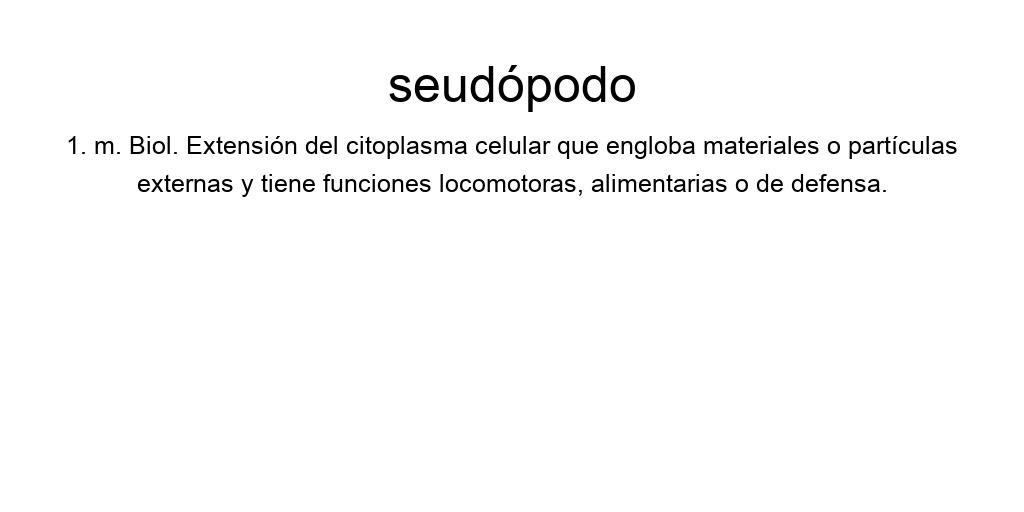 seudópodo
1. m. Biol. Extensión del citoplasma celular que engloba materiales o partículas
externas y tiene funciones locomotoras, alimentarias o de defensa.